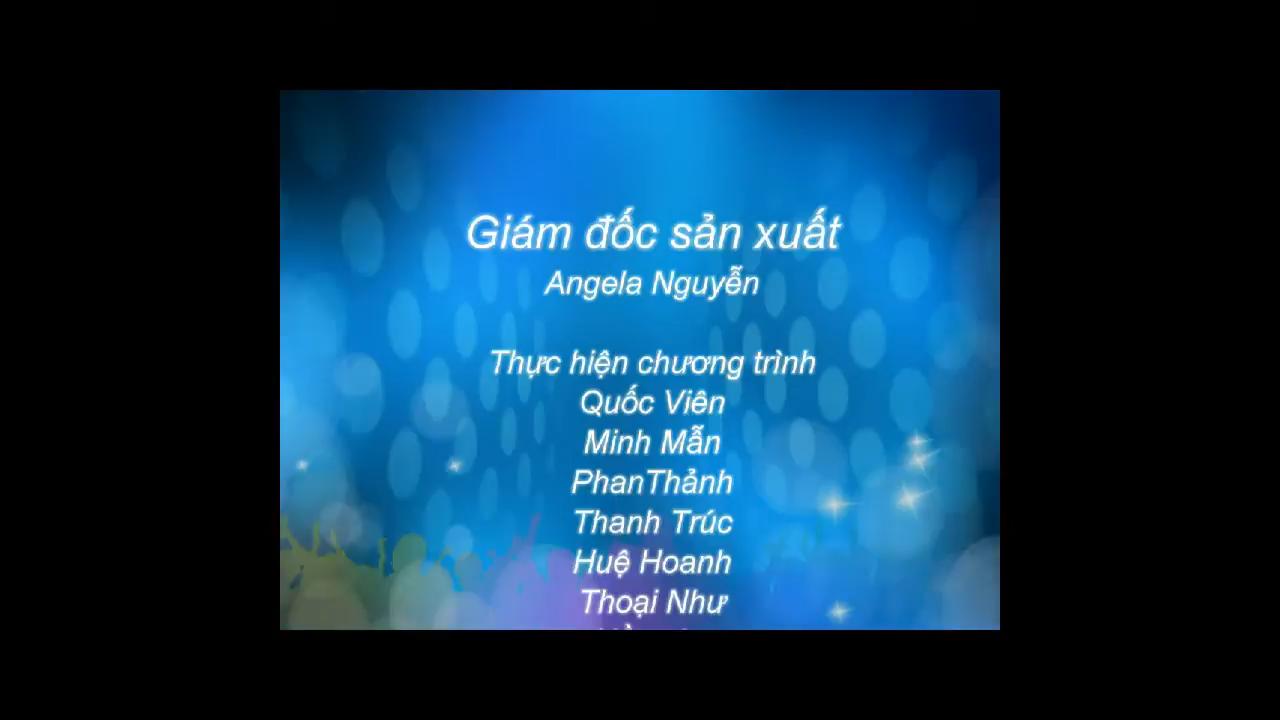 Giám đốc sản xuất
Angela Nguyễn
Thực hiện chương trình
Quốc Viên
Minh Mẫn
PhanThảnh
Thanh Trúc
Huệ Hoanh
Thoại Như